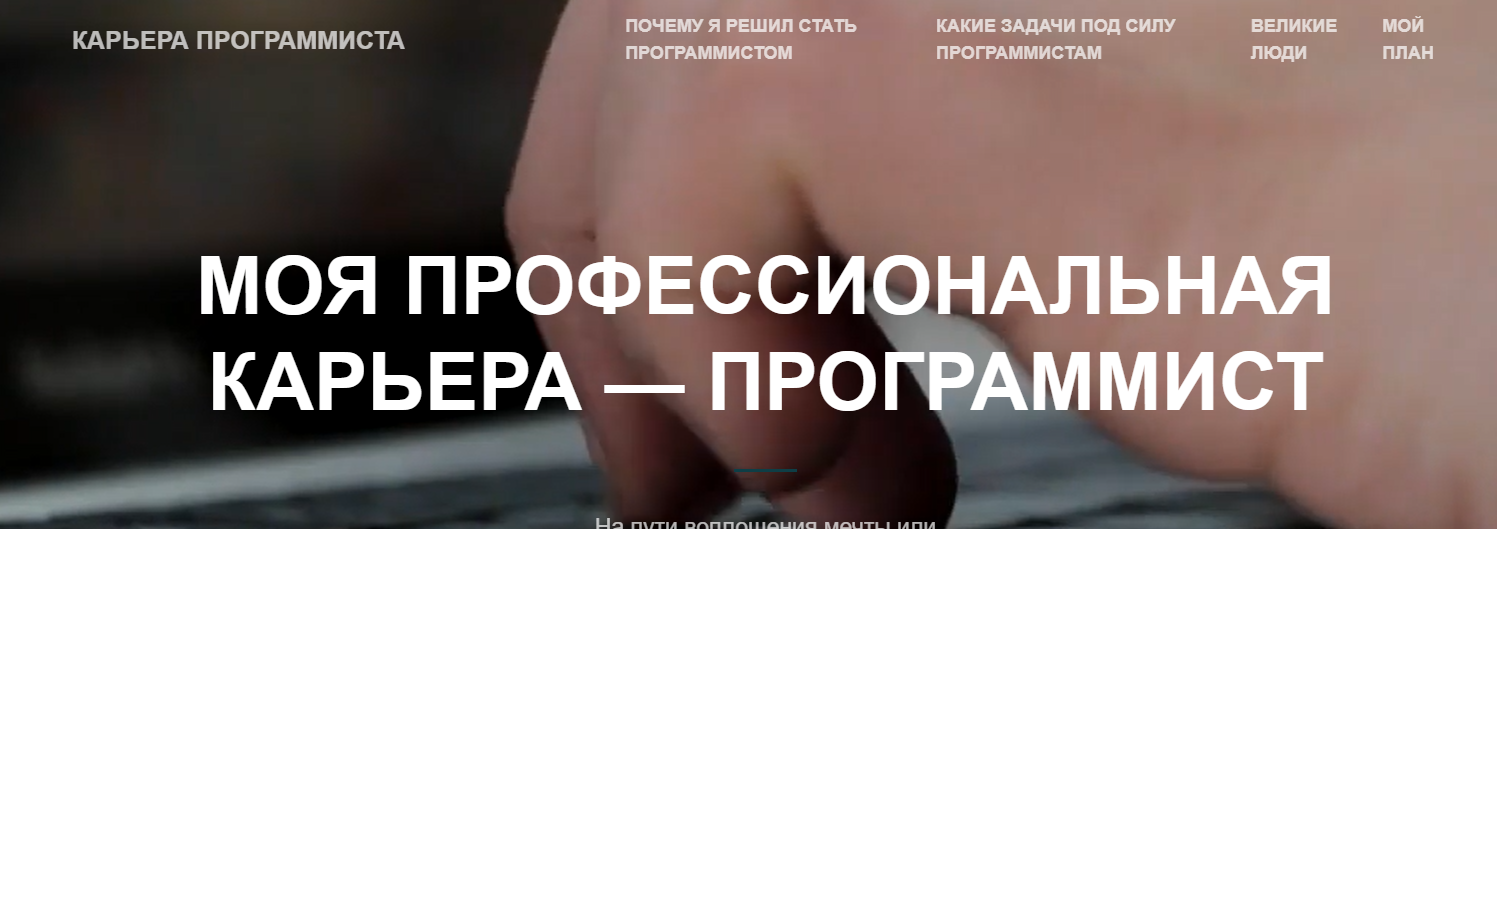 КАРЬЕРА ПРОГРАММИСТА
ПОЧЕМУ Я РЕШИЛ СТАТЬ
ПРОГРАММИСТОМ
КАКИЕ ЗАДАЧИ ПОД СИЛУ
ПРОГРАММИСТАМ
ВЕЛИКИЕ
ЛЮДИ
МОЙ
ПЛАН
МОЯ ПРОФЕССИОНАЛЬНАЯ
КАРЬЕРА — ПРОГРАММИСТ
На пути воплощения мечты или